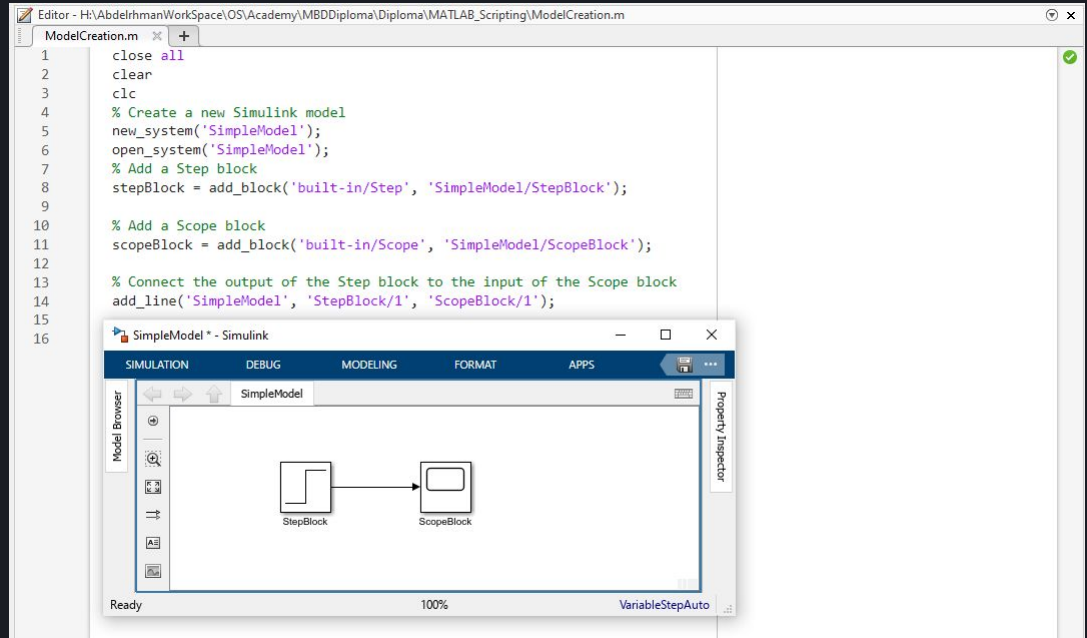 Editor - H:\AbdelrhmanWorkSpace\OS\Academy\MBDDiploma\Diploma\MATLAB_Scripting\ModelCreation.m
ModelCreation.m
1 close all
2 clear
3 clc
4 % Create a new Simulink model
5 new_system('SimpleModel');
6 open_system('SimpleModel');
7 % Add a Step block
8 stepBlock = add_block('built-in/Step', 'SimpleModel/StepBlock');
9
10 % Add a Scope block
11 scopeBlock = add_block('built-in/Scope', 'SimpleModel/ScopeBlock');
12
13 % Connect the output of the Step block to the input of the Scope block
14 add_line('SimpleModel', 'StepBlock/1', 'ScopeBlock/1');
15
16
SimpleModel * - Simulink
SIMULATION DEBUG MODELING FORMAT APPS
SimpleModel
Model Browser
Property Inspector
StepBlock ScopeBlock
Ready 100% VariableStepAuto